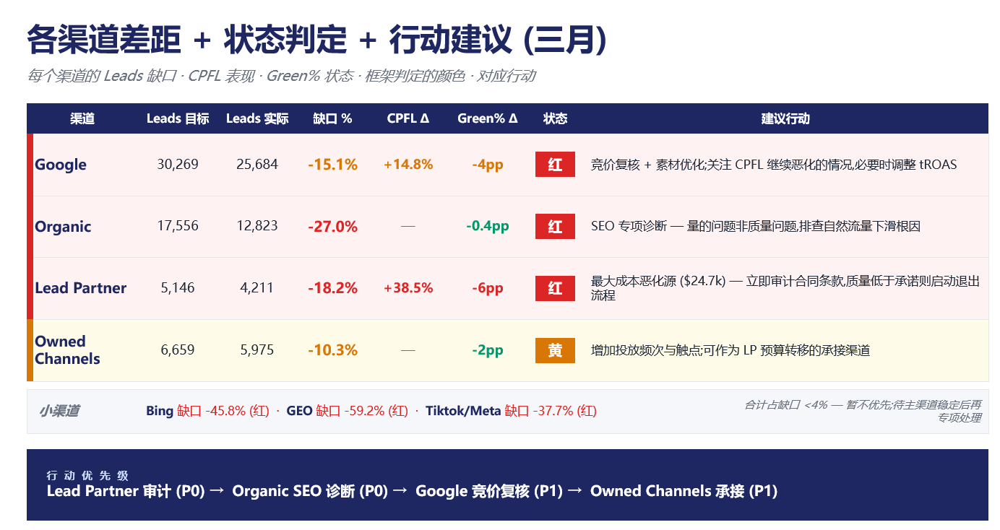 各渠道差距 + 状态判定 + 行动建议 (三月)
每个渠道的 Leads 缺口 · CPFL 表现 · Green% 状态 · 框架判定的颜色 · 对应行动
渠道 Leads 目标 Leads 实际 缺口 % CPFL Δ Green% Δ 状态 建议行动
Google 30,269 25,684 -15.1% +14.8% -4pp 红 竞价复核 + 素材优化;关注 CPFL 继续恶化的情况,必要时调整 tROAS
Organic 17,556 12,823 -27.0% — -0.4pp 红 SEO 专项诊断 — 量的问题非质量问题,排查自然流量下滑根因
Lead Partner 5,146 4,211 -18.2% +38.5% -6pp 红 最大成本恶化源 ($24.7k) — 立即审计合同条款,质量低于承诺则启动退出
流程
Owned
Channels 6,659 5,975 -10.3% — -2pp 黄 增加投放频次与触点;可作为 LP 预算转移的承接渠道
小渠道 Bing 缺口 -45.8% (红) · GEO 缺口 -59.2% (红) · Tiktok/Meta 缺口 -37.7% (红) 合计占缺口 <4% — 暂不优先;待主渠道稳定后再
专项处理
行动优先级
Lead Partner 审计 (P0) → Organic SEO 诊断 (P0) → Google 竞价复核 (P1) → Owned Channels 承接 (P1)